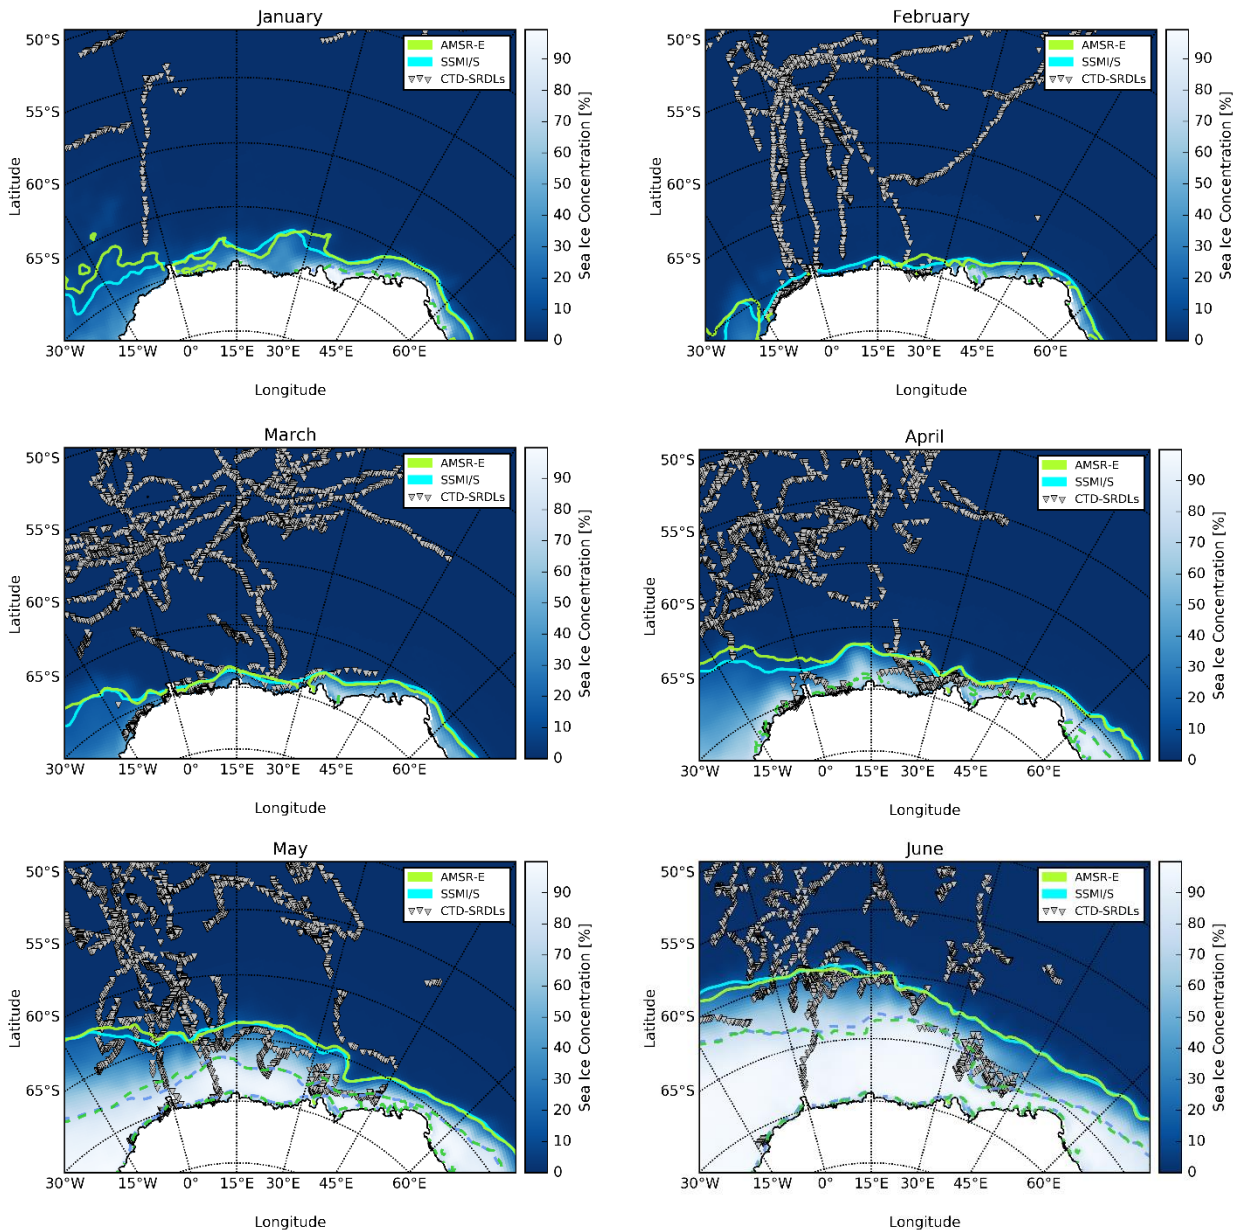 January
50°S
55°S
60°S
65°S
Latitude
30°W 15°W 0° 15°E 30°E 45°E 60°E
Longitude
AMSR-E
SSMI/S
CTD-SRDLs
90
80
70
60
50
40
30
20
10
0
Sea Ice Concentration [%]
February
50°S
55°S
60°S
65°S
Latitude
30°W 15°W 0° 15°E 30°E 45°E 60°E
Longitude
AMSR-E
SSMI/S
CTD-SRDLs
90
80
70
60
50
40
30
20
10
0
Sea Ice Concentration [%]
March
50°S
55°S
60°S
65°S
Latitude
30°W 15°W 0° 15°E 30°E 45°E 60°E
Longitude
AMSR-E
SSMI/S
CTD-SRDLs
90
80
70
60
50
40
30
20
10
0
Sea Ice Concentration [%]
April
50°S
55°S
60°S
65°S
Latitude
30°W 15°W 0° 15°E 30°E 45°E 60°E
Longitude
AMSR-E
SSMI/S
CTD-SRDLs
90
80
70
60
50
40
30
20
10
0
Sea Ice Concentration [%]
May
50°S
55°S
60°S
65°S
Latitude
30°W 15°W 0° 15°E 30°E 45°E 60°E
Longitude
AMSR-E
SSMI/S
CTD-SRDLs
90
80
70
60
50
40
30
20
10
0
Sea Ice Concentration [%]
June
50°S
55°S
60°S
65°S
Latitude
30°W 15°W 0° 15°E 30°E 45°E 60°E
Longitude
AMSR-E
SSMI/S
CTD-SRDLs
90
80
70
60
50
40
30
20
10
0
Sea Ice Concentration [%]